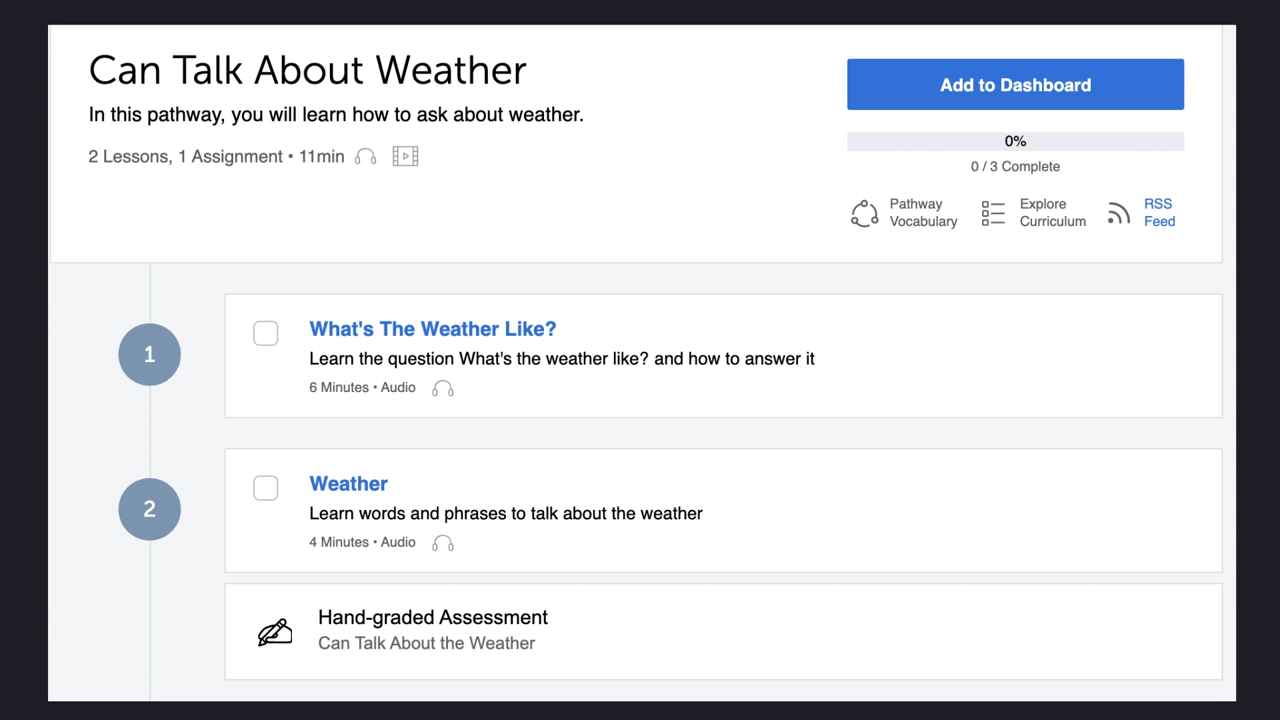 Can Talk About Weather
In this pathway, you will learn how to ask about weather.
2 Lessons, 1 Assignment • 11min
Add to Dashboard
0%
0 / 3 Complete
Pathway
Vocabulary
Explore
Curriculum
RSS
Feed
1
What's The Weather Like?
Learn the question What's the weather like? and how to answer it
6 Minutes • Audio
2
Weather
Learn words and phrases to talk about the weather
4 Minutes • Audio
Hand-graded Assessment
Can Talk About the Weather